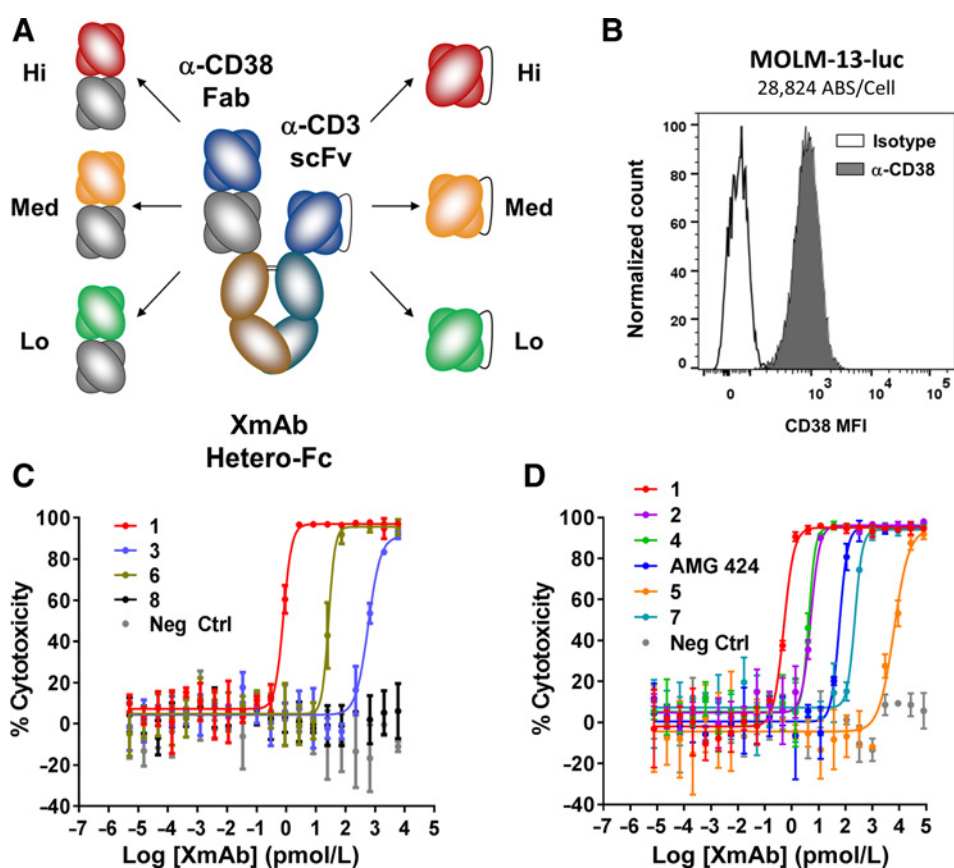 A
Hi
Med
Lo
α-CD38
Fab
α-CD3
scFv
Hi
Med
Lo
XmAb
Hetero-Fc
B
MOLM-13-luc
28,824 ABS/Cell
Normalized count
100
80
60
40
20
0
Isotype
α-CD38
0 10³ 10⁴ 10⁵
CD38 MFI
C
% Cytotoxicity
100
80
60
40
20
0
−20
−40
1
3
6
8
Neg Ctrl
−7 −6 −5 −4 −3 −2 −1 0 1 2 3 4 5
Log [XmAb] (pmol/L)
D
% Cytotoxicity
100
80
60
40
20
0
−20
−40
1
2
4
AMG 424
5
7
Neg Ctrl
−7 −6 −5 −4 −3 −2 −1 0 1 2 3 4 5
Log [XmAb] (pmol/L)